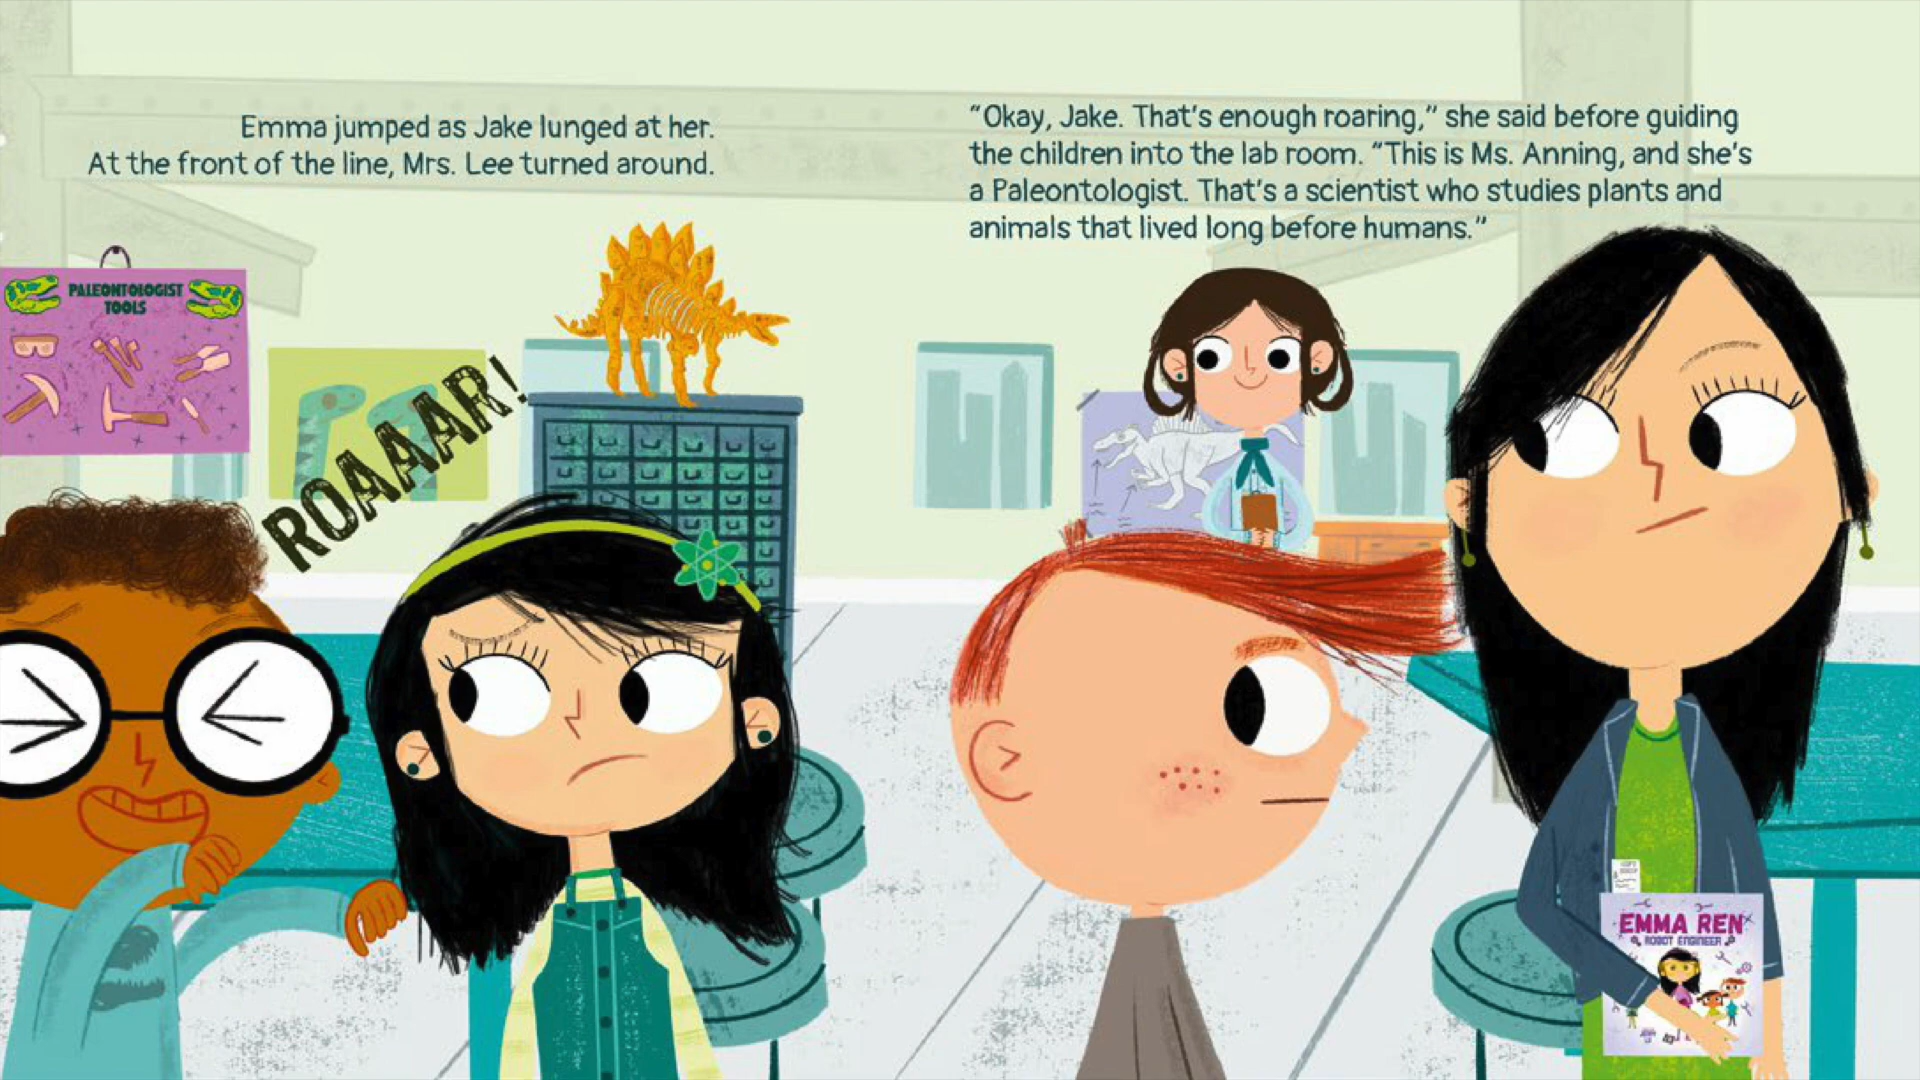 Emma jumped as Jake lunged at her.
At the front of the line, Mrs. Lee turned around.
“Okay, Jake. That's enough roaring,” she said before guiding
the children into the lab room. “This is Ms. Anning, and she's
a Paleontologist. That's a scientist who studies plants and
animals that lived long before humans.”
PALEONTOLOGIST
TOOLS
ROAAAR!
EMMA REN
ROBOT ENGINEER